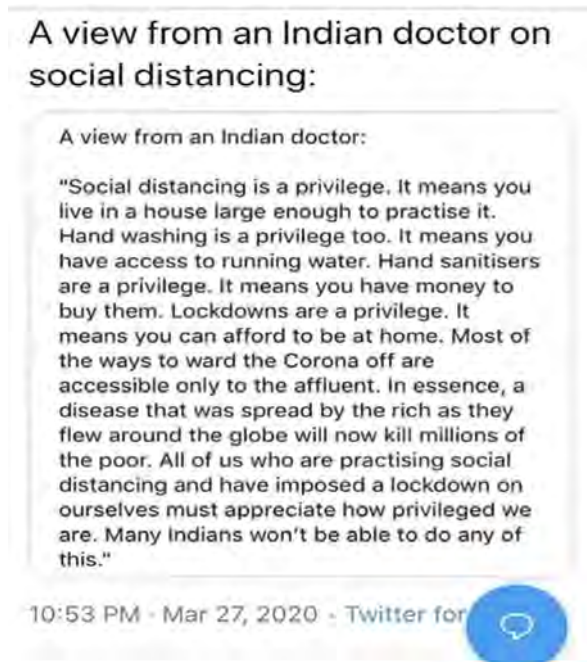 A view from an Indian doctor on
social distancing:
A view from an Indian doctor:
"Social distancing is a privilege. It means you
live in a house large enough to practise it.
Hand washing is a privilege too. It means you
have access to running water. Hand sanitisers
are a privilege. It means you have money to
buy them. Lockdowns are a privilege. It
means you can afford to be at home. Most of
the ways to ward the Corona off are
accessible only to the affluent. In essence, a
disease that was spread by the rich as they
flew around the globe will now kill millions of
the poor. All of us who are practising social
distancing and have imposed a lockdown on
ourselves must appreciate how privileged we
are. Many Indians won't be able to do any of
this."
10:53 PM · Mar 27, 2020 · Twitter for